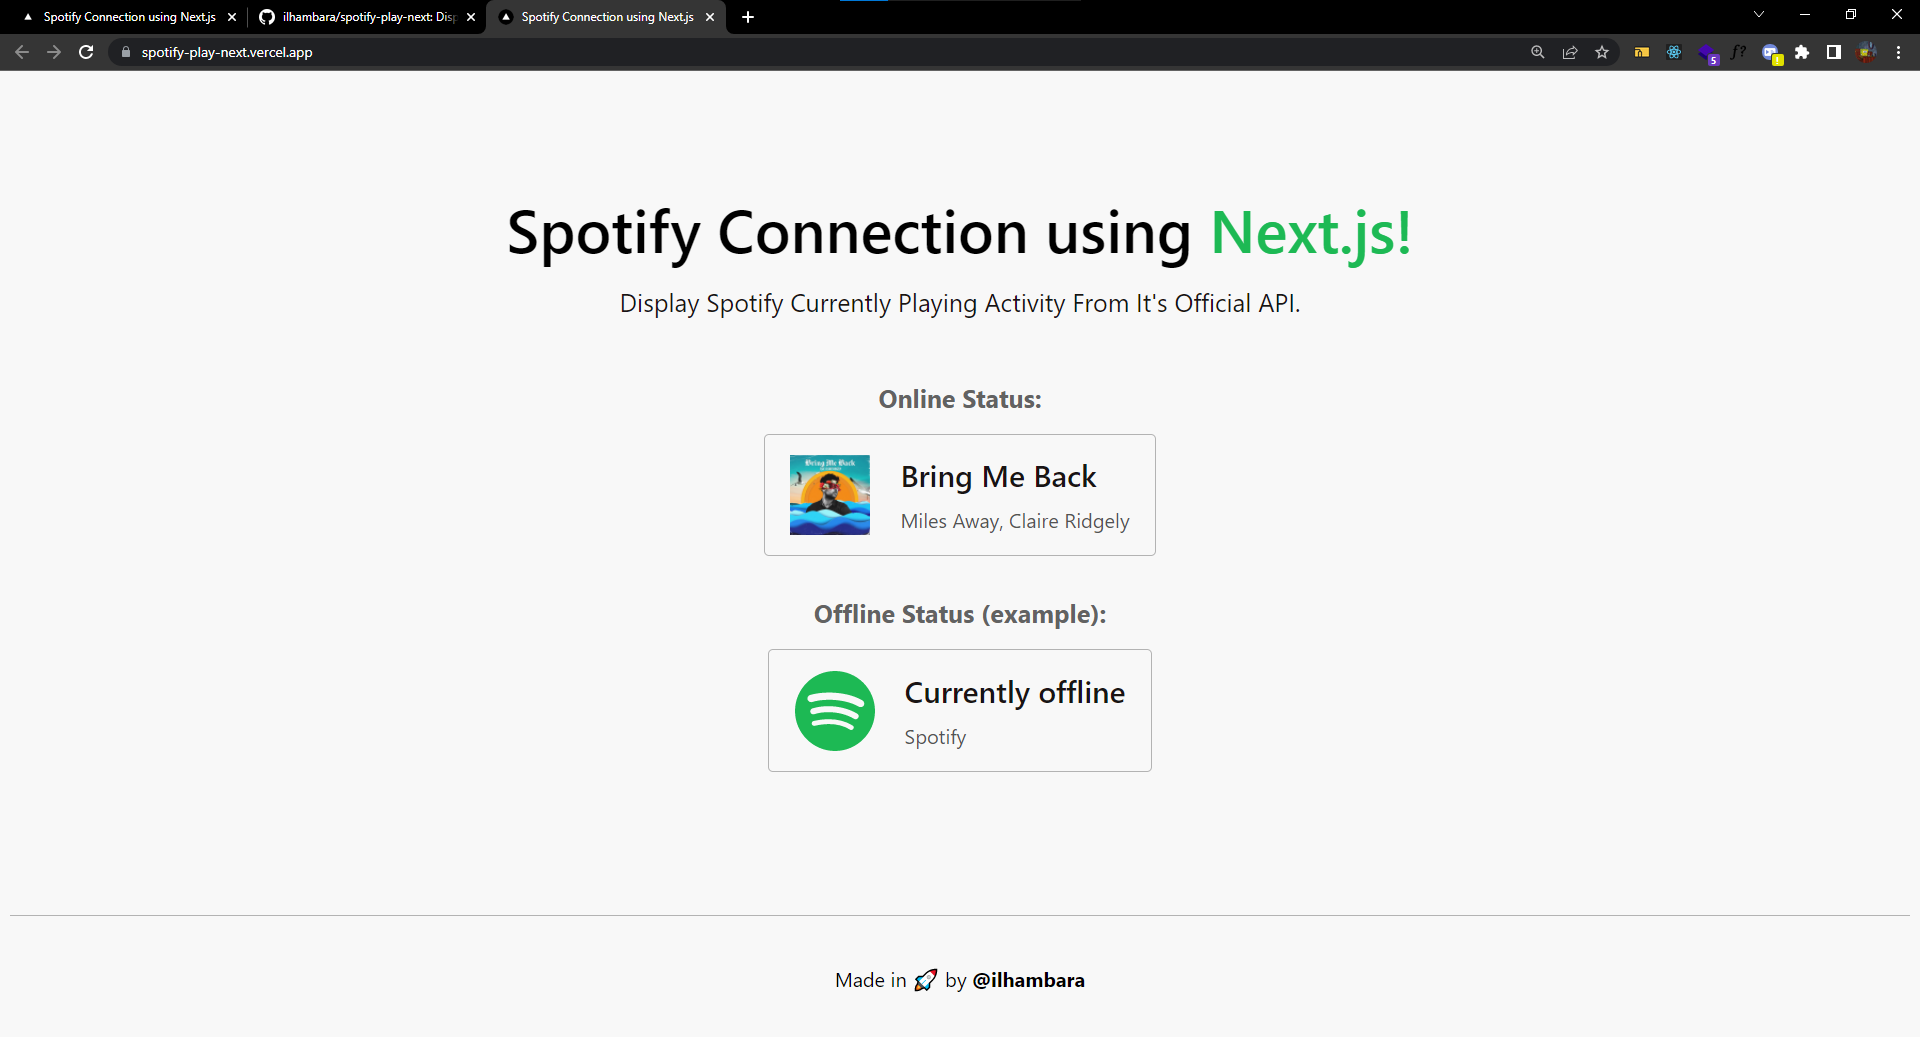 Spotify Connection using Next.js
ilhambara/spotify-play-next: Disp
Spotify Connection using Next.js
spotify-play-next.vercel.app
5
Spotify Connection using Next.js!
Display Spotify Currently Playing Activity From It's Official API.
Online Status:
Bring Me Back
Bring Me Back
Miles Away, Claire Ridgely
Offline Status (example):
Currently offline
Spotify
Made in 🚀 by @ilhambara